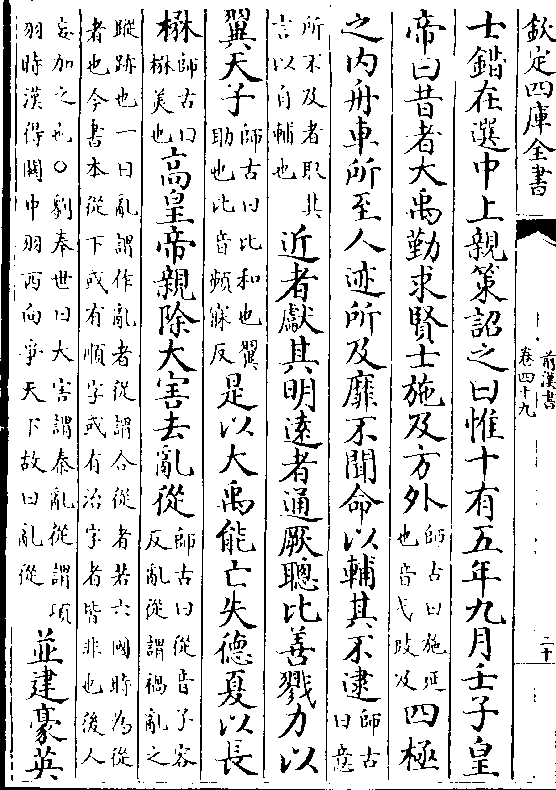 欽定四庫全書
前漢書
卷四十九
二十
士錯在選中上親策詔之曰惟十有五年九月壬子皇
帝曰昔者大禹勤求賢士施及方外師古曰施延也音弋豉反四極
之内舟車所至人迹所及靡不聞命以輔其不逮師古曰意
所不及者取其言以自輔也近者獻其明遠者通厥聰比善戮力以
翼天子師古曰比和也翼助也比音頻寐反是以大禹能亡失德夏以長
楙師古曰楙美也高皇帝親除大害去亂從師古曰從音子容反亂從謂禍亂之
蹤跡也一曰亂謂作亂者從謂合從者若六國時為從者也今書本從下或有順字或有治字者皆非也後人
妄加之也○劉奉世曰大害謂秦亂從謂項羽時漢得關中羽西向爭天下故曰亂從並建豪英